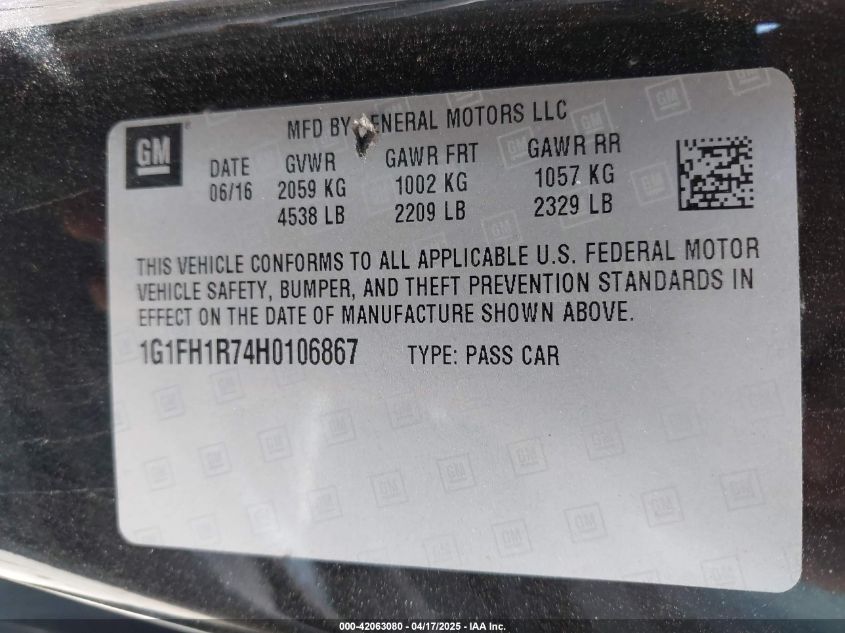 MFD BY GENERAL MOTORS LLC
GM
DATE GVWR GAWR FRT GAWR RR
06/16 2059 KG 1002 KG 1057 KG
4538 LB 2209 LB 2329 LB
THIS VEHICLE CONFORMS TO ALL APPLICABLE U.S. FEDERAL MOTOR
VEHICLE SAFETY, BUMPER, AND THEFT PREVENTION STANDARDS IN
EFFECT ON THE DATE OF MANUFACTURE SHOWN ABOVE.
1G1FH1R74H0106867 TYPE: PASS CAR
000-42063080 - 04/17/2025 - IAA Inc.